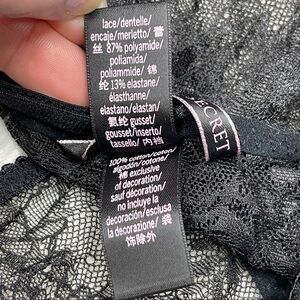 lace/dentelle/
encaje/merletto/ 蕾
丝 87% polyamide/
poliamida/
poliammide/ 锦
纶 13% elastane/
élasthanne/
elastano/elastan/
氨纶 gusset/
gousset/inserto/
tassello/ 内裆
100% cotton/coton/
algodón/cotone/
棉 exclusive
of decoration/
sauf décoration/
no incluye la
decoración/esclusa
la decorazione/ 装
饰除外
SECRET